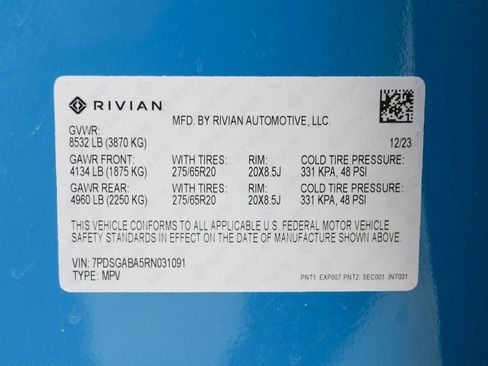 RIVIAN
MFD. BY RIVIAN AUTOMOTIVE, LLC.
GVWR:
8532 LB (3870 KG) 12/23
GAWR FRONT: WITH TIRES: RIM: COLD TIRE PRESSURE:
4134 LB (1875 KG) 275/65R20 20X8.5J 331 KPA, 48 PSI
GAWR REAR: WITH TIRES: RIM: COLD TIRE PRESSURE:
4960 LB (2250 KG) 275/65R20 20X8.5J 331 KPA, 48 PSI
THIS VEHICLE CONFORMS TO ALL APPLICABLE U.S. FEDERAL MOTOR VEHICLE
SAFETY STANDARDS IN EFFECT ON THE DATE OF MANUFACTURE SHOWN ABOVE.
VIN: 7PDSGABA5RN031091
TYPE: MPV PNT1: EXP007 PNT2: SEC001 INT001